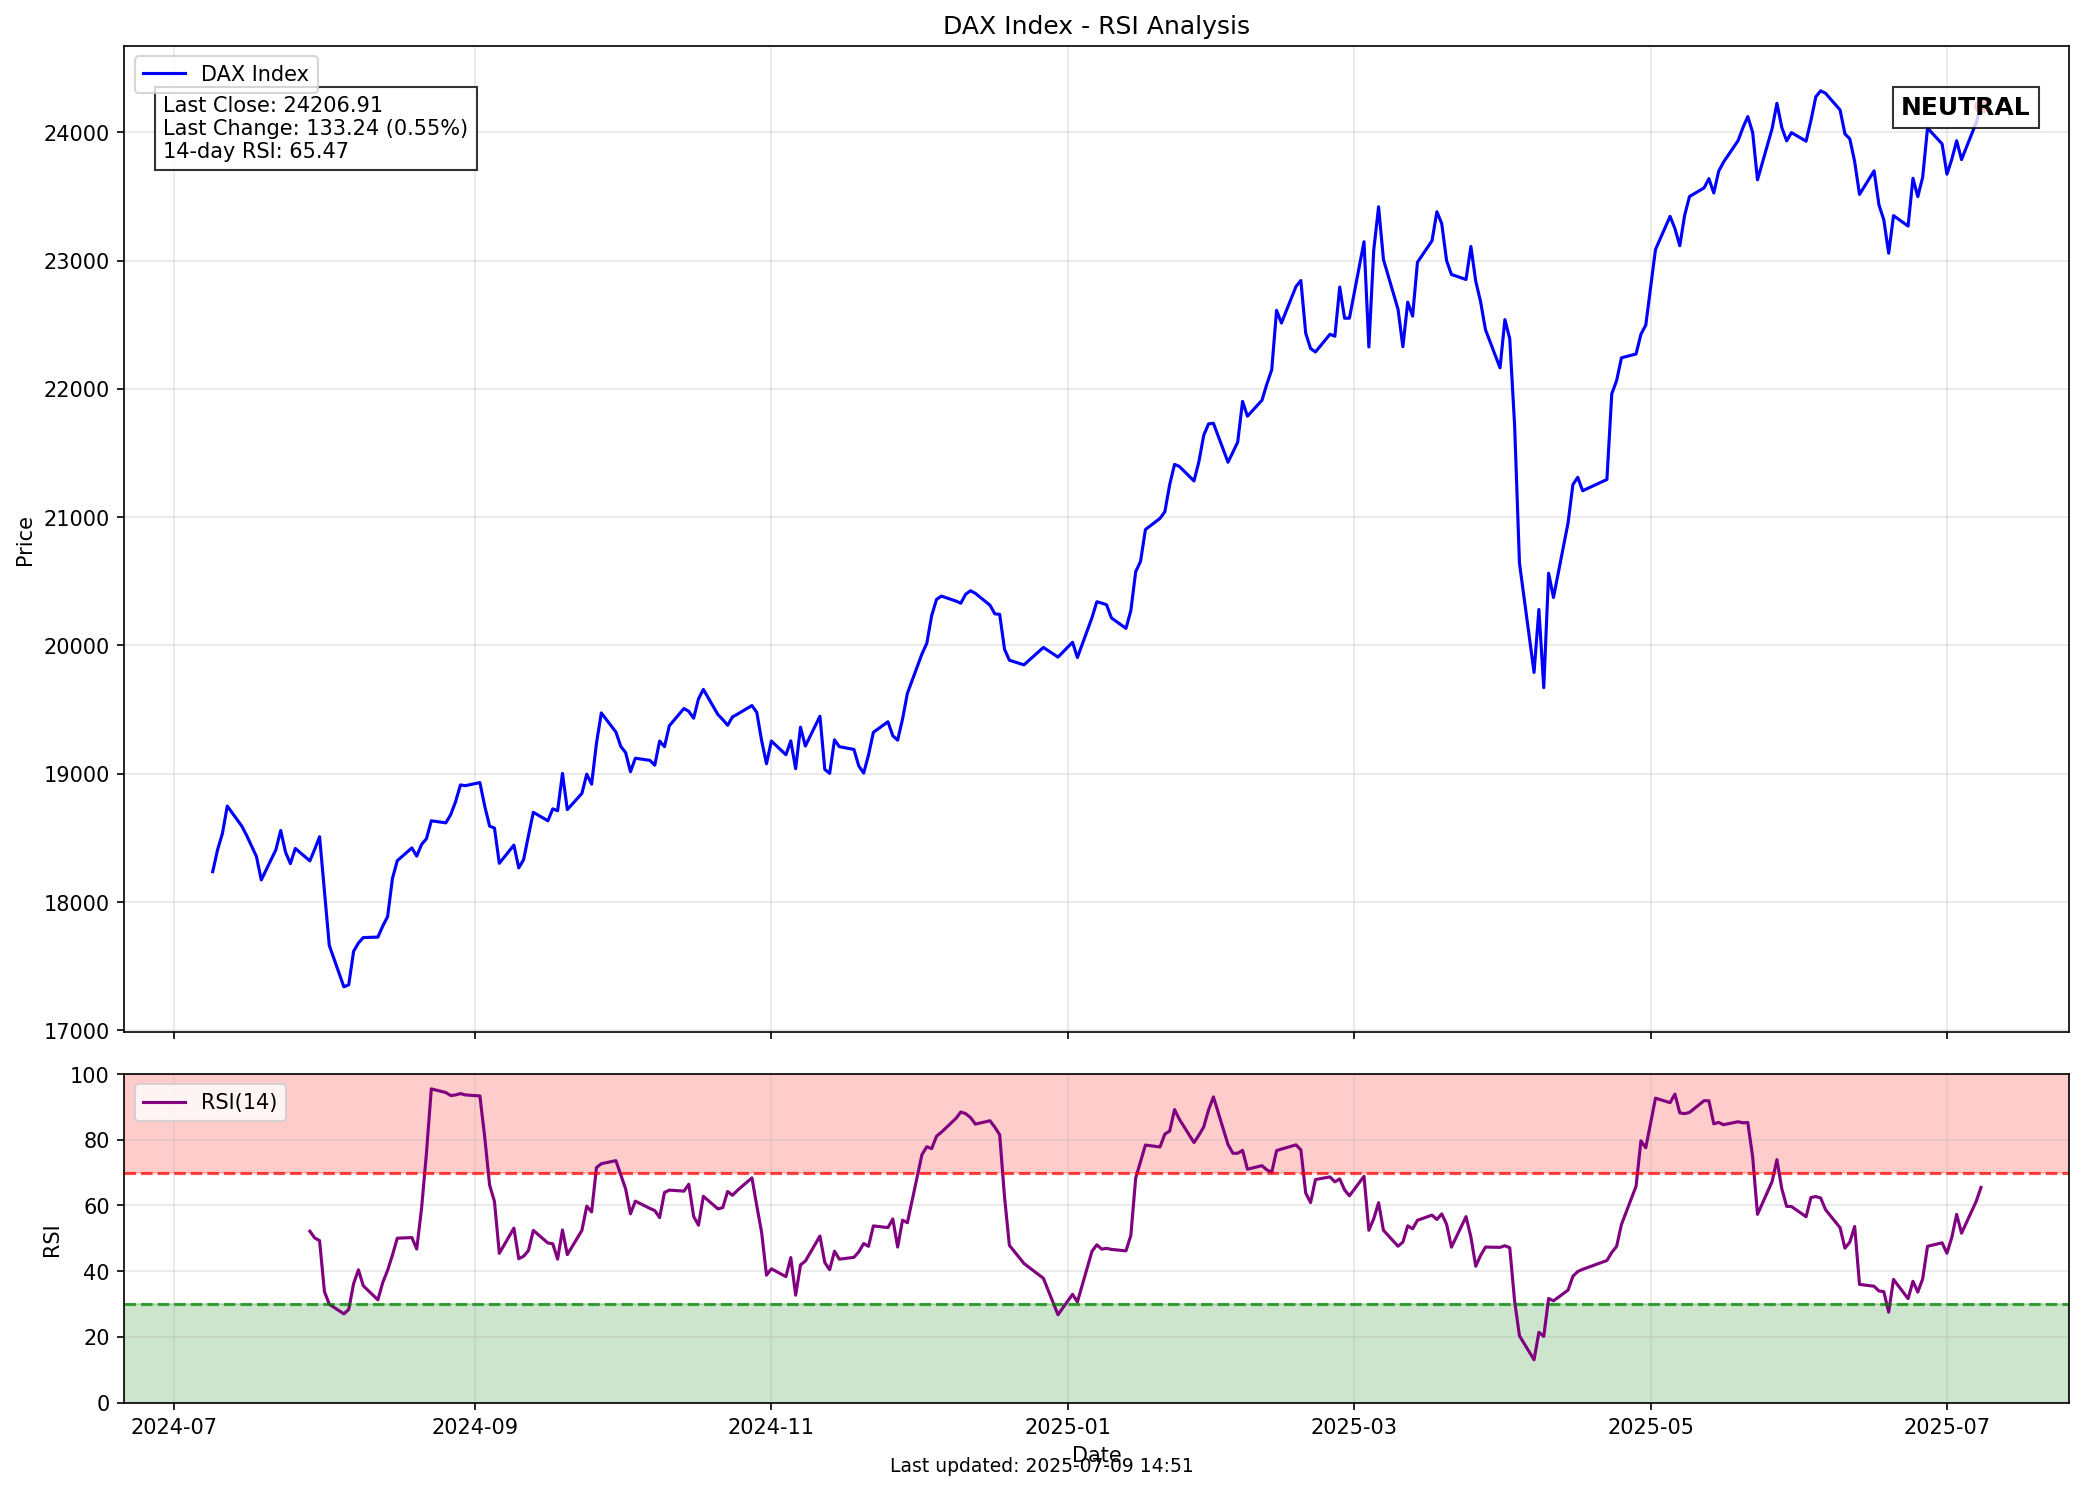 DAX Index - RSI Analysis
DAX Index
Last Close: 24206.91
Last Change: 133.24 (0.55%)
14-day RSI: 65.47
NEUTRAL
Price
24000
23000
22000
21000
20000
19000
18000
17000
RSI(14)
RSI
100
80
60
40
20
0
2024-07
2024-09
2024-11
2025-01
2025-03
2025-05
2025-07
Date
Last updated: 2025-07-09 14:51